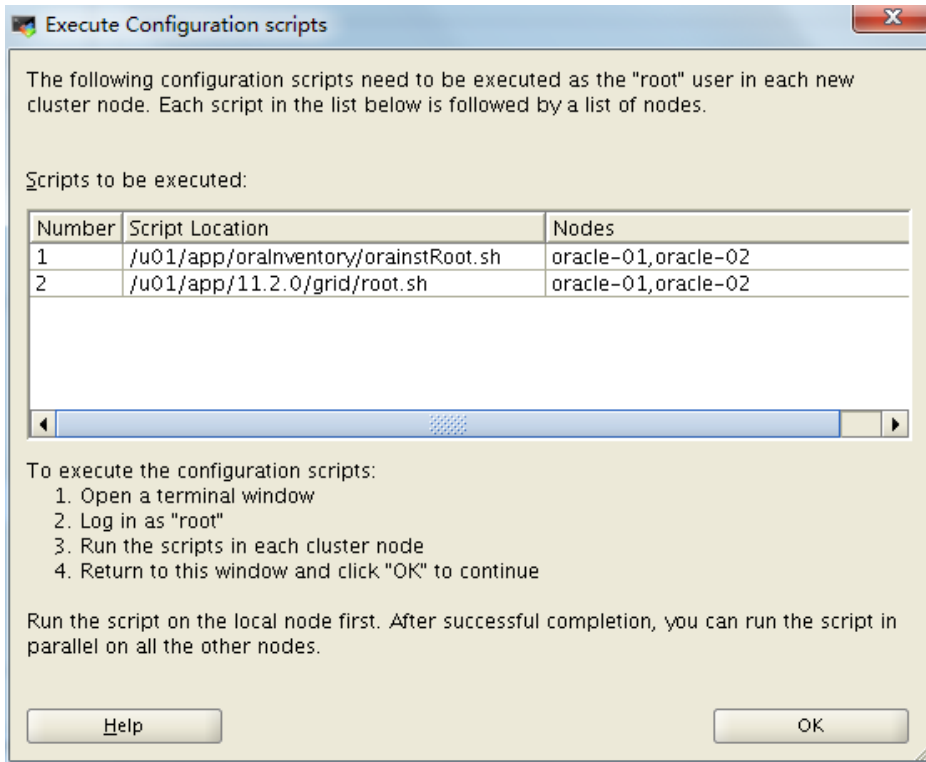 Execute Configuration scripts
The following configuration scripts need to be executed as the "root" user in each new
cluster node. Each script in the list below is followed by a list of nodes.
Scripts to be executed:
Number Script Location Nodes
1 /u01/app/oraInventory/orainstRoot.sh oracle-01,oracle-02
2 /u01/app/11.2.0/grid/root.sh oracle-01,oracle-02
To execute the configuration scripts:
1. Open a terminal window
2. Log in as "root"
3. Run the scripts in each cluster node
4. Return to this window and click "OK" to continue
Run the script on the local node first. After successful completion, you can run the script in
parallel on all the other nodes.
Help OK